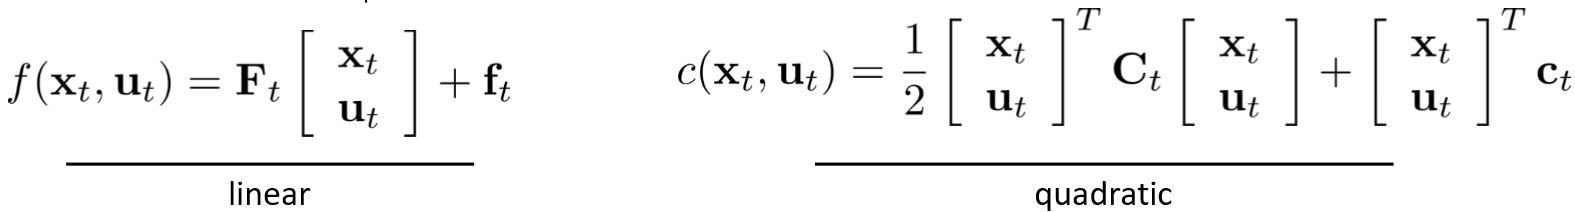 f(x_t, u_t) = F_t [ x_t u_t ] + f_t
linear
c(x_t, u_t) = 1/2 [ x_t u_t ]^T C_t [ x_t u_t ] + [ x_t u_t ]^T c_t
quadratic